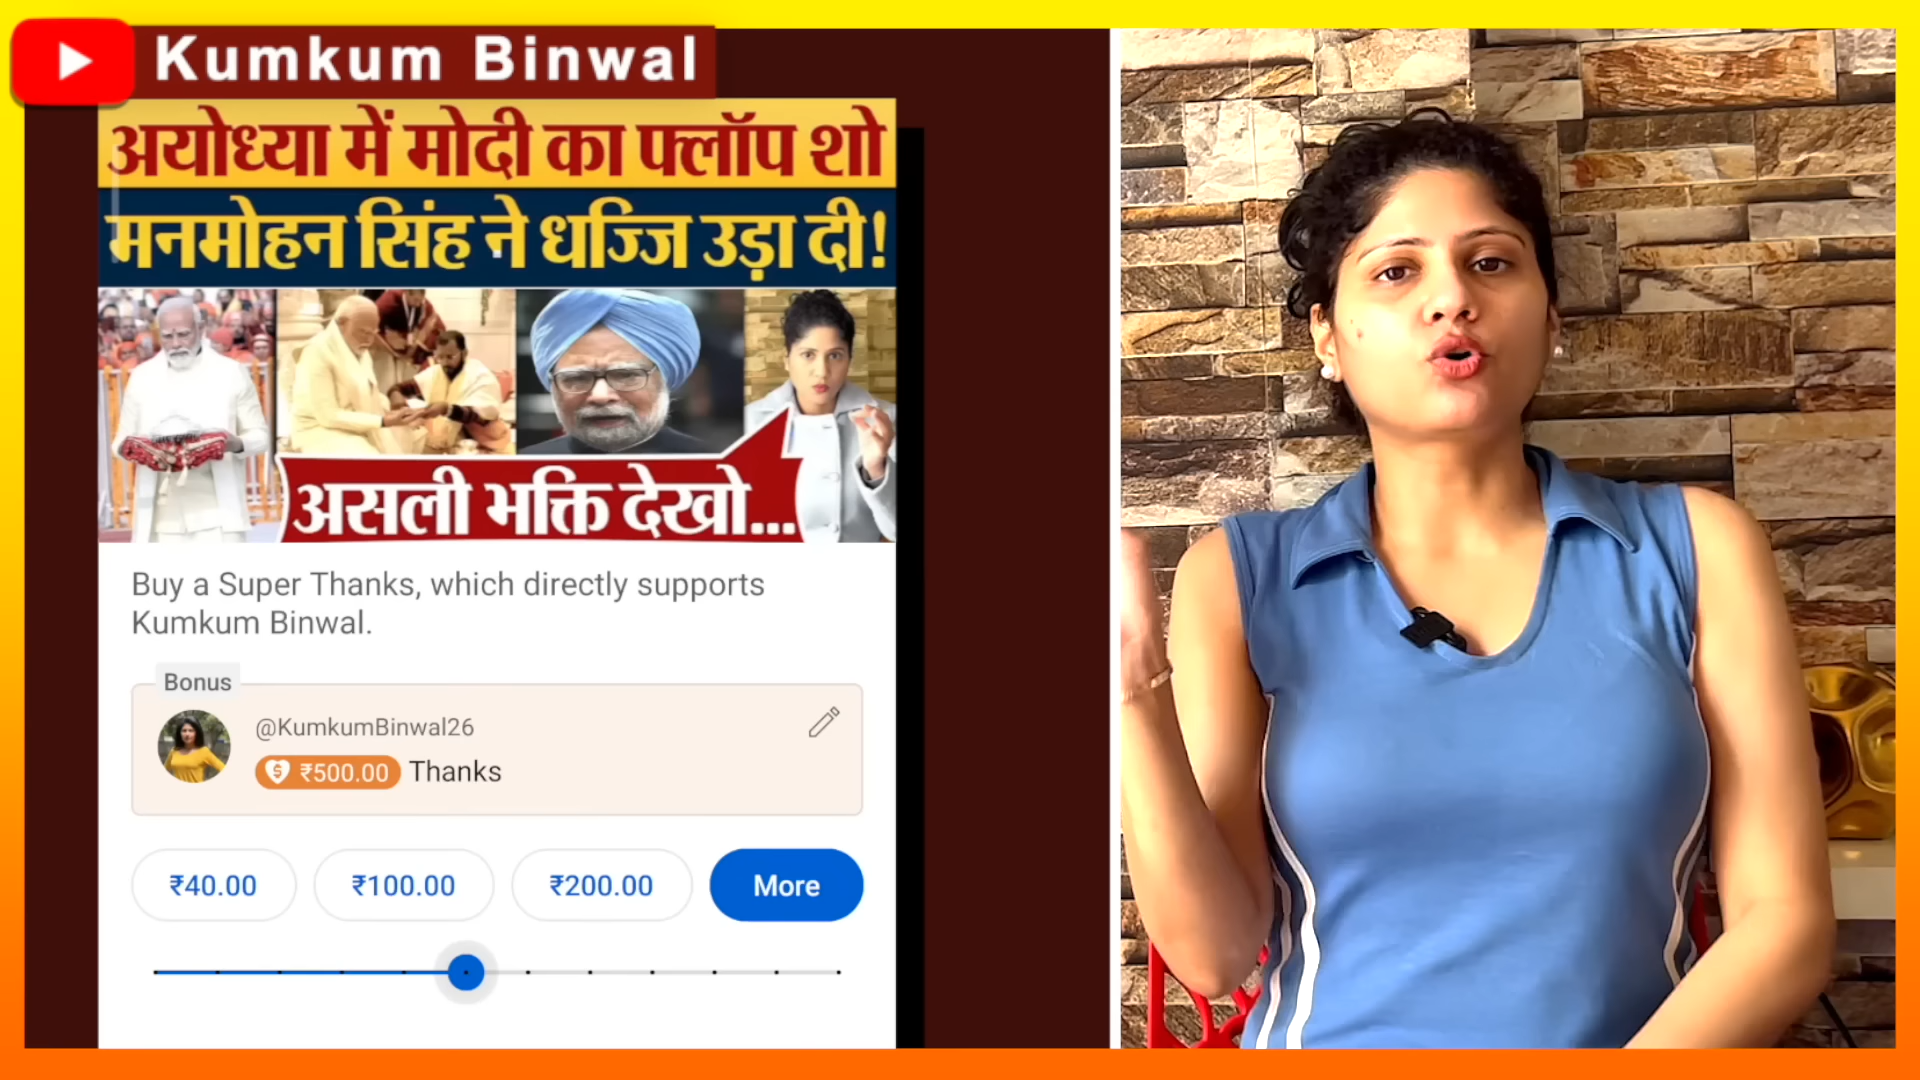 Kumkum Binwal
अयोध्या में मोदी का फ्लॉप शो
मनमोहन सिंह ने धज्जि उड़ा दी!
असली भक्ति देखो...
Buy a Super Thanks, which directly supports
Kumkum Binwal.
Bonus
@KumkumBinwal26
₹500.00 Thanks
₹40.00 ₹100.00 ₹200.00 More